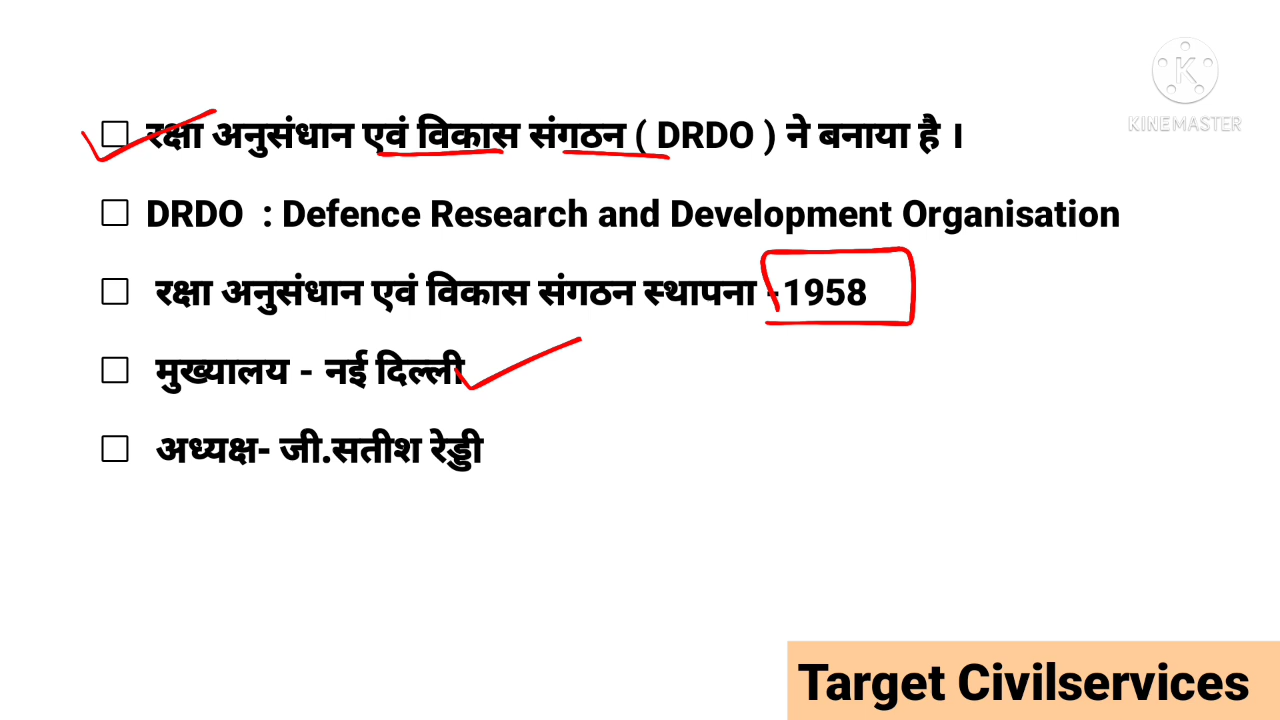 K
KINEMASTER
रक्षा अनुसंधान एवं विकास संगठन ( DRDO ) ने बनाया है ।
DRDO : Defence Research and Development Organisation
रक्षा अनुसंधान एवं विकास संगठन स्थापना -1958
मुख्यालय - नई दिल्ली
अध्यक्ष- जी.सतीश रेड्डी
Target Civilservices